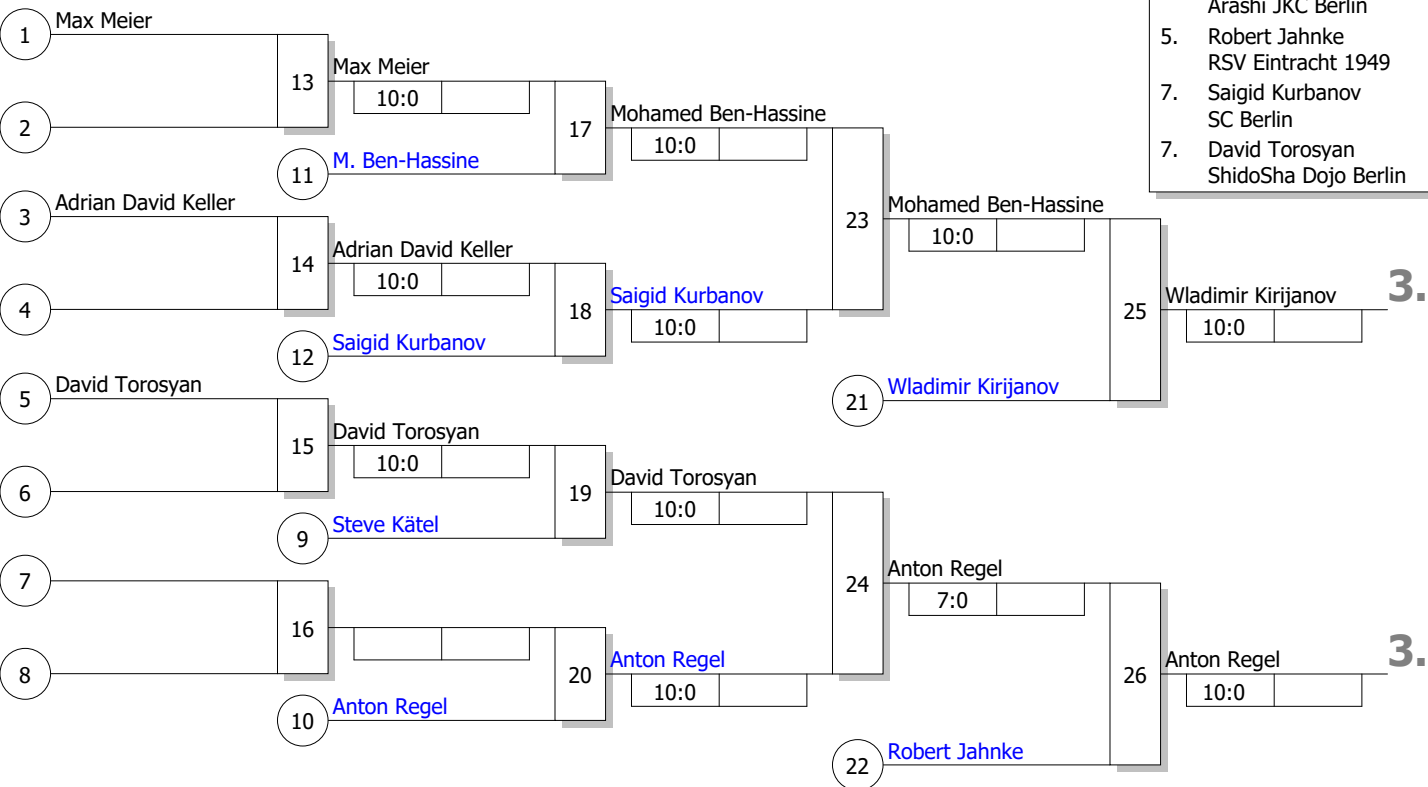 Arashi JKC Berlin
5. Robert Jahnke
RSV Eintracht 1949
7. Saigid Kurbanov
SC Berlin
7. David Torosyan
ShidoSha Dojo Berlin
1 Max Meier
2
13 Max Meier
10:0
11 M. Ben-Hassine
17 Mohamed Ben-Hassine
10:0
3 Adrian David Keller
4
14 Adrian David Keller
10:0
12 Saigid Kurbanov
18 Saigid Kurbanov
10:0
23 Mohamed Ben-Hassine
10:0
21 Wladimir Kirijanov
25 Wladimir Kirijanov 3.
10:0
5 David Torosyan
6
15 David Torosyan
10:0
9 Steve Kätel
19 David Torosyan
10:0
7
8
16
10 Anton Regel
20 Anton Regel
10:0
24 Anton Regel
7:0
22 Robert Jahnke
26 Anton Regel 3.
10:0